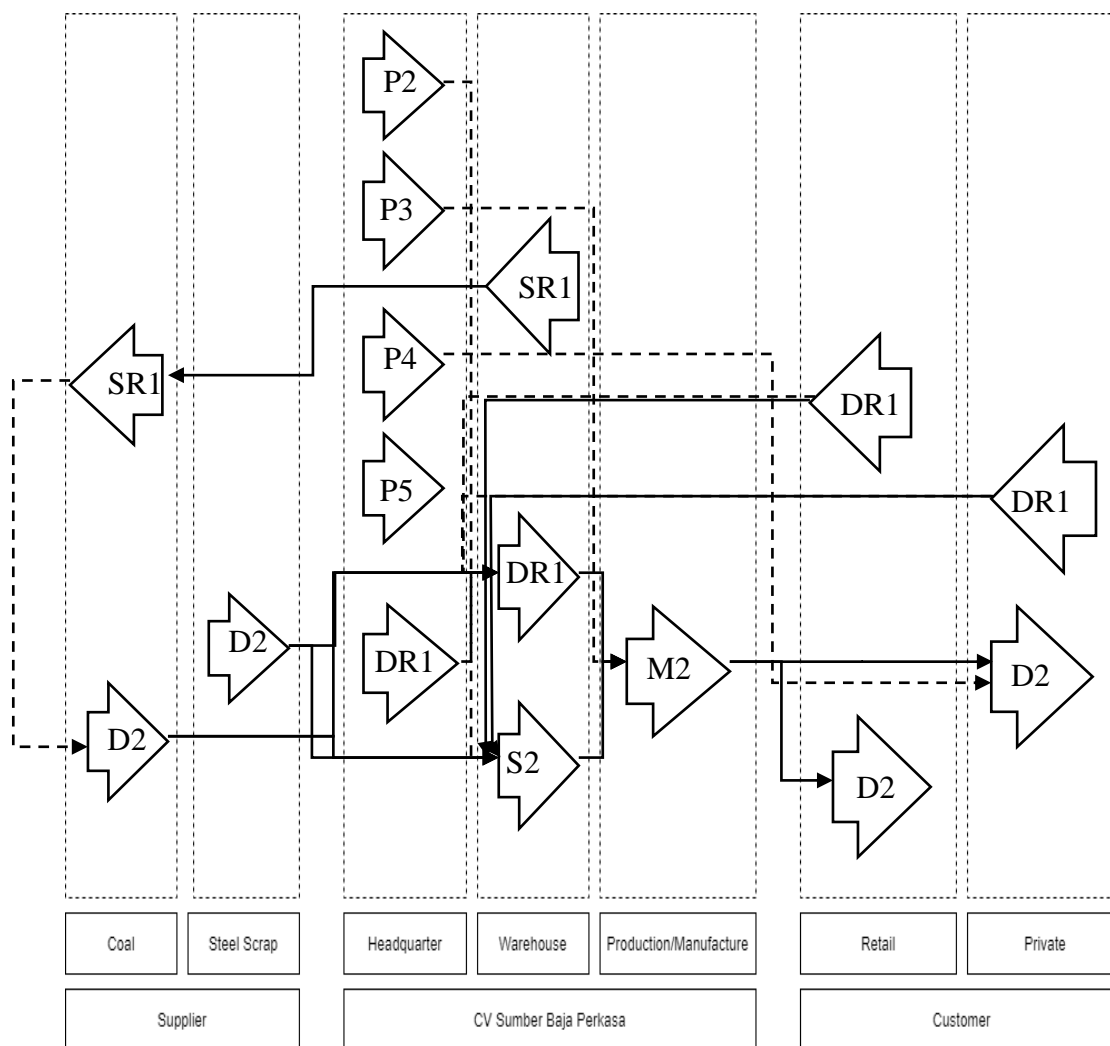 P2
P3
SR1
P4
SR1
DR1
P5
DR1
DR1
D2
DR1
M2
D2
D2
S2
D2
Coal
Steel Scrap
Headquarter
Warehouse
Production/Manufacture
Retail
Private
Supplier
CV Sumber Baja Perkasa
Customer